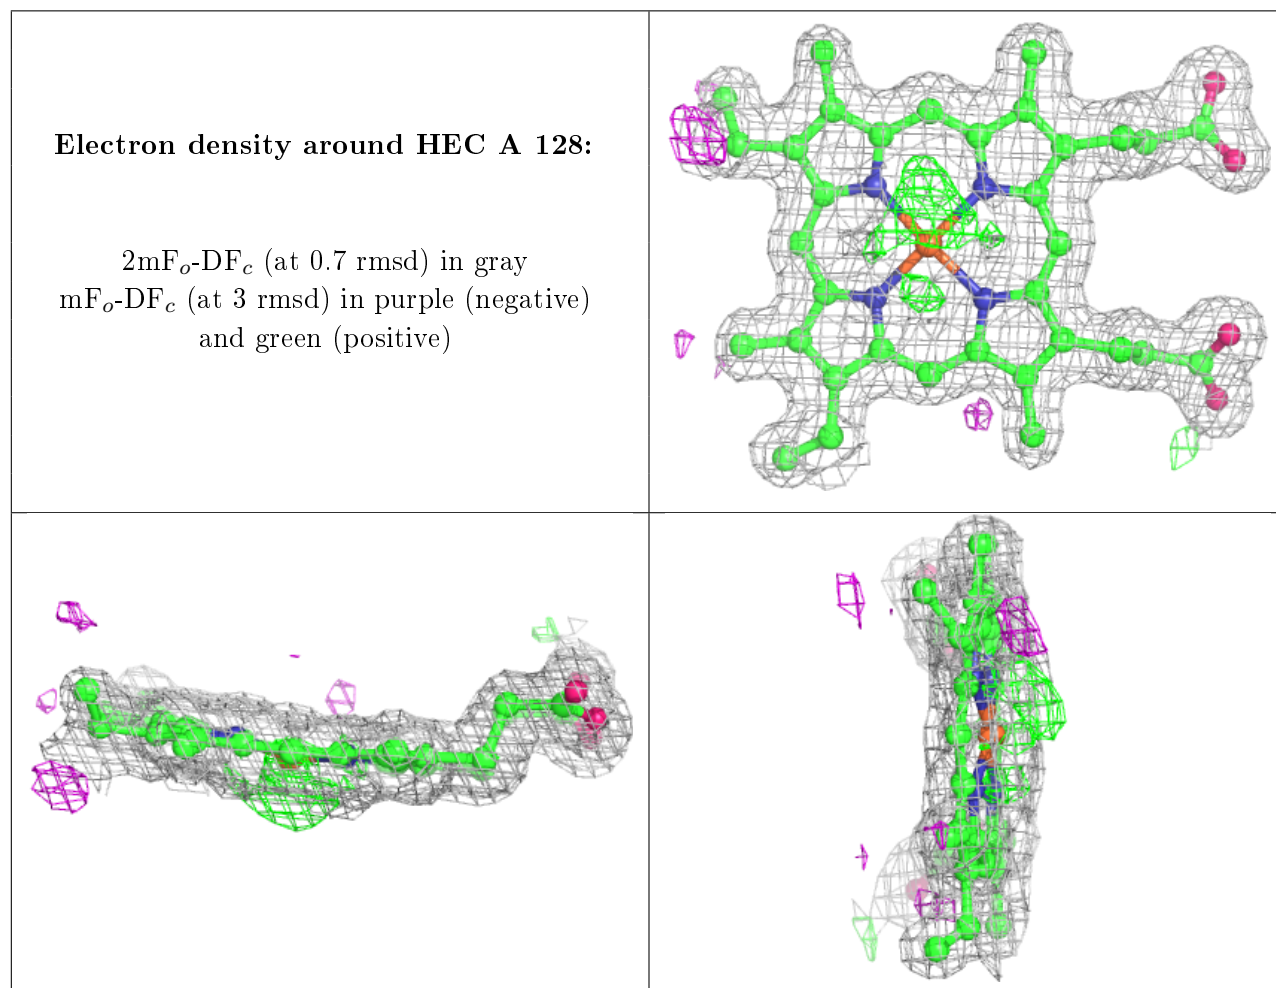 Electron density around HEC A 128:
2mFo-DFc (at 0.7 rmsd) in gray
mFo-DFc (at 3 rmsd) in purple (negative)
and green (positive)